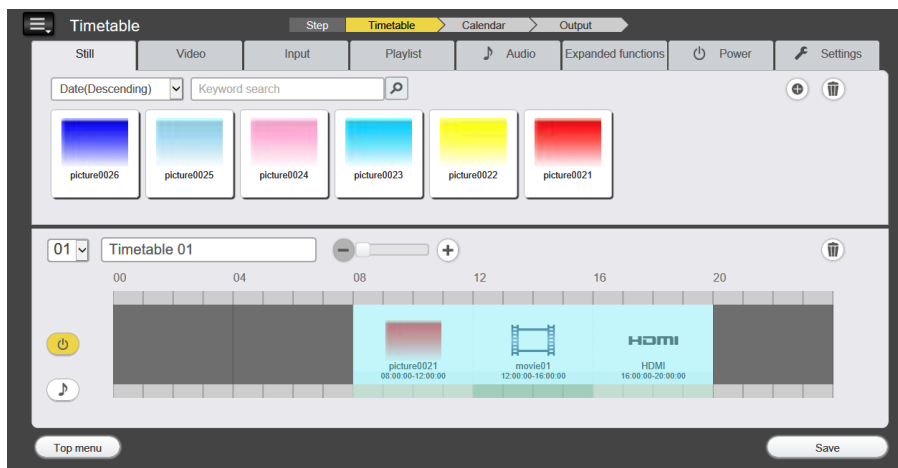 Timetable
Step Timetable Calendar Output
Still Video Input Playlist Audio Expanded functions Power Settings
Date(Descending) Keyword search
picture0026 picture0025 picture0024 picture0023 picture0022 picture0021
01 Timetable 01
00 04 08 12 16 20
HDMI
picture0021 movie01 HDMI
08:00:00-12:00:00 12:00:00-16:00:00 16:00:00-20:00:00
Top menu Save